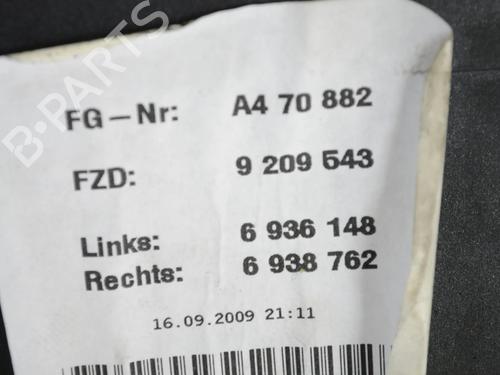 FG-Nr: A4 70 882
FZD: 9 209 543
Links: 6 936 148
Rechts: 6 938 762
16.09.2009 21:11
B-PARTS